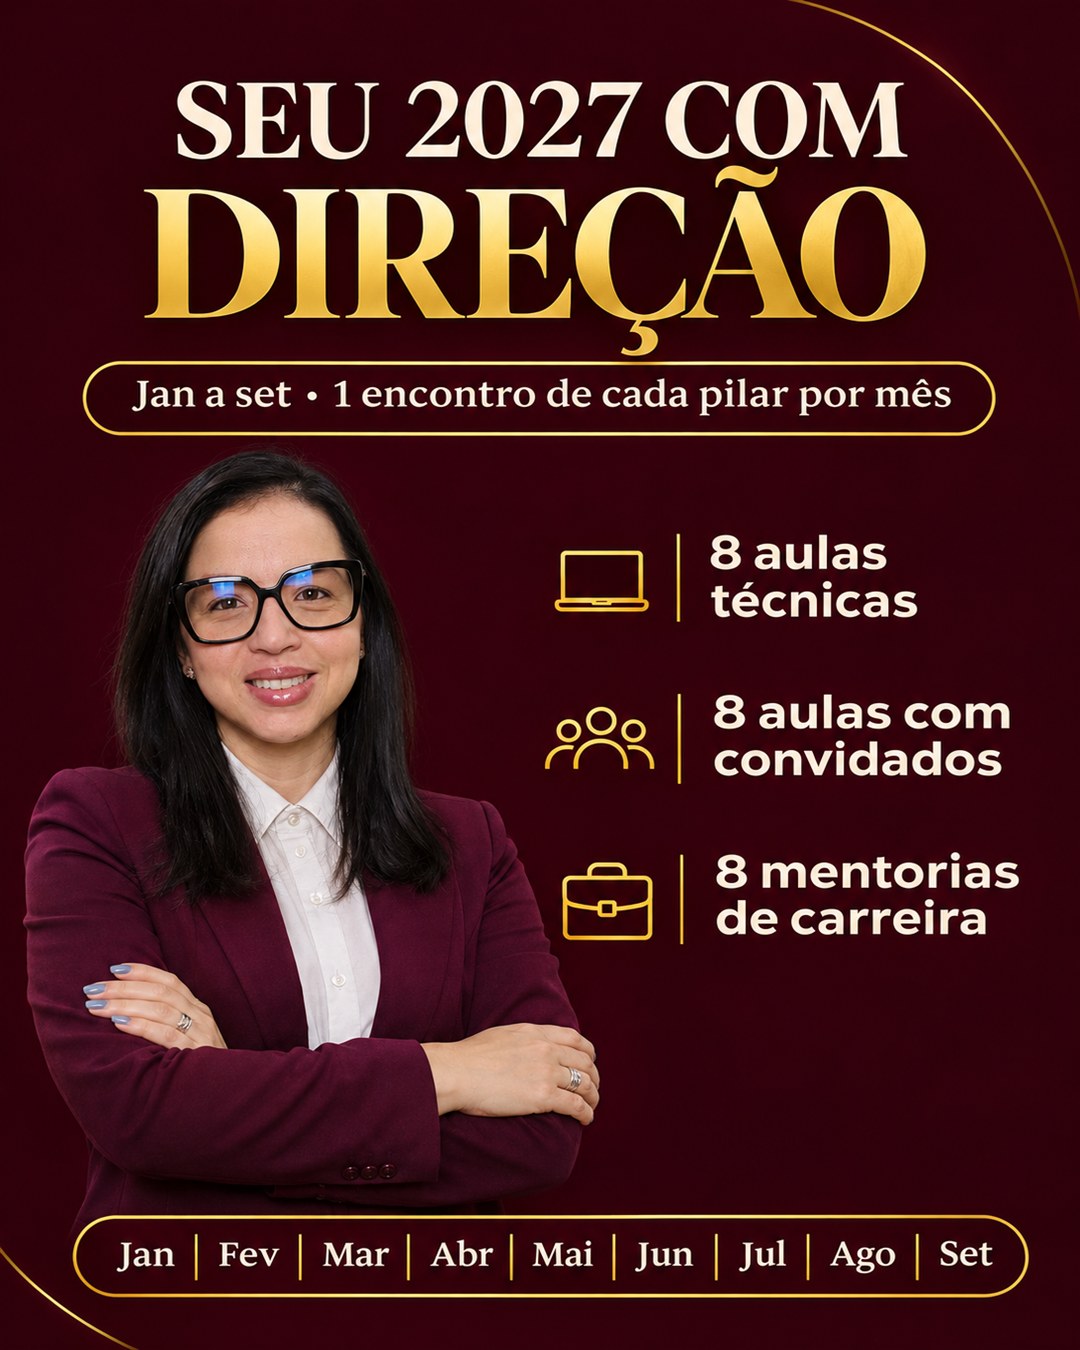 SEU 2027 COM
DIREÇÃO
Jan a set • 1 encontro de cada pilar por mês
8 aulas
técnicas
8 aulas com
convidados
8 mentorias
de carreira
Jan | Fev | Mar | Abr | Mai | Jun | Jul | Ago | Set